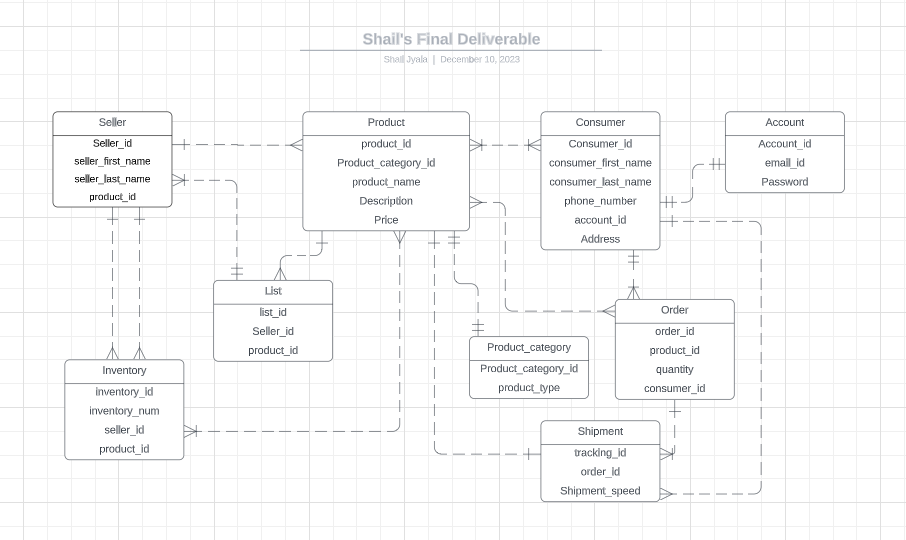 Shail's Final Deliverable
Shail Jyala | December 10, 2023
Seller
Seller_id
seller_first_name
seller_last_name
product_id
Product
product_id
Product_category_id
product_name
Description
Price
Consumer
Consumer_id
consumer_first_name
consumer_last_name
phone_number
account_id
Address
Account
Account_id
email_id
Password
List
list_id
Seller_id
product_id
Inventory
inventory_id
inventory_num
seller_id
product_id
Product_category
Product_category_id
product_type
Order
order_id
product_id
quantity
consumer_id
Shipment
tracking_id
order_id
Shipment_speed